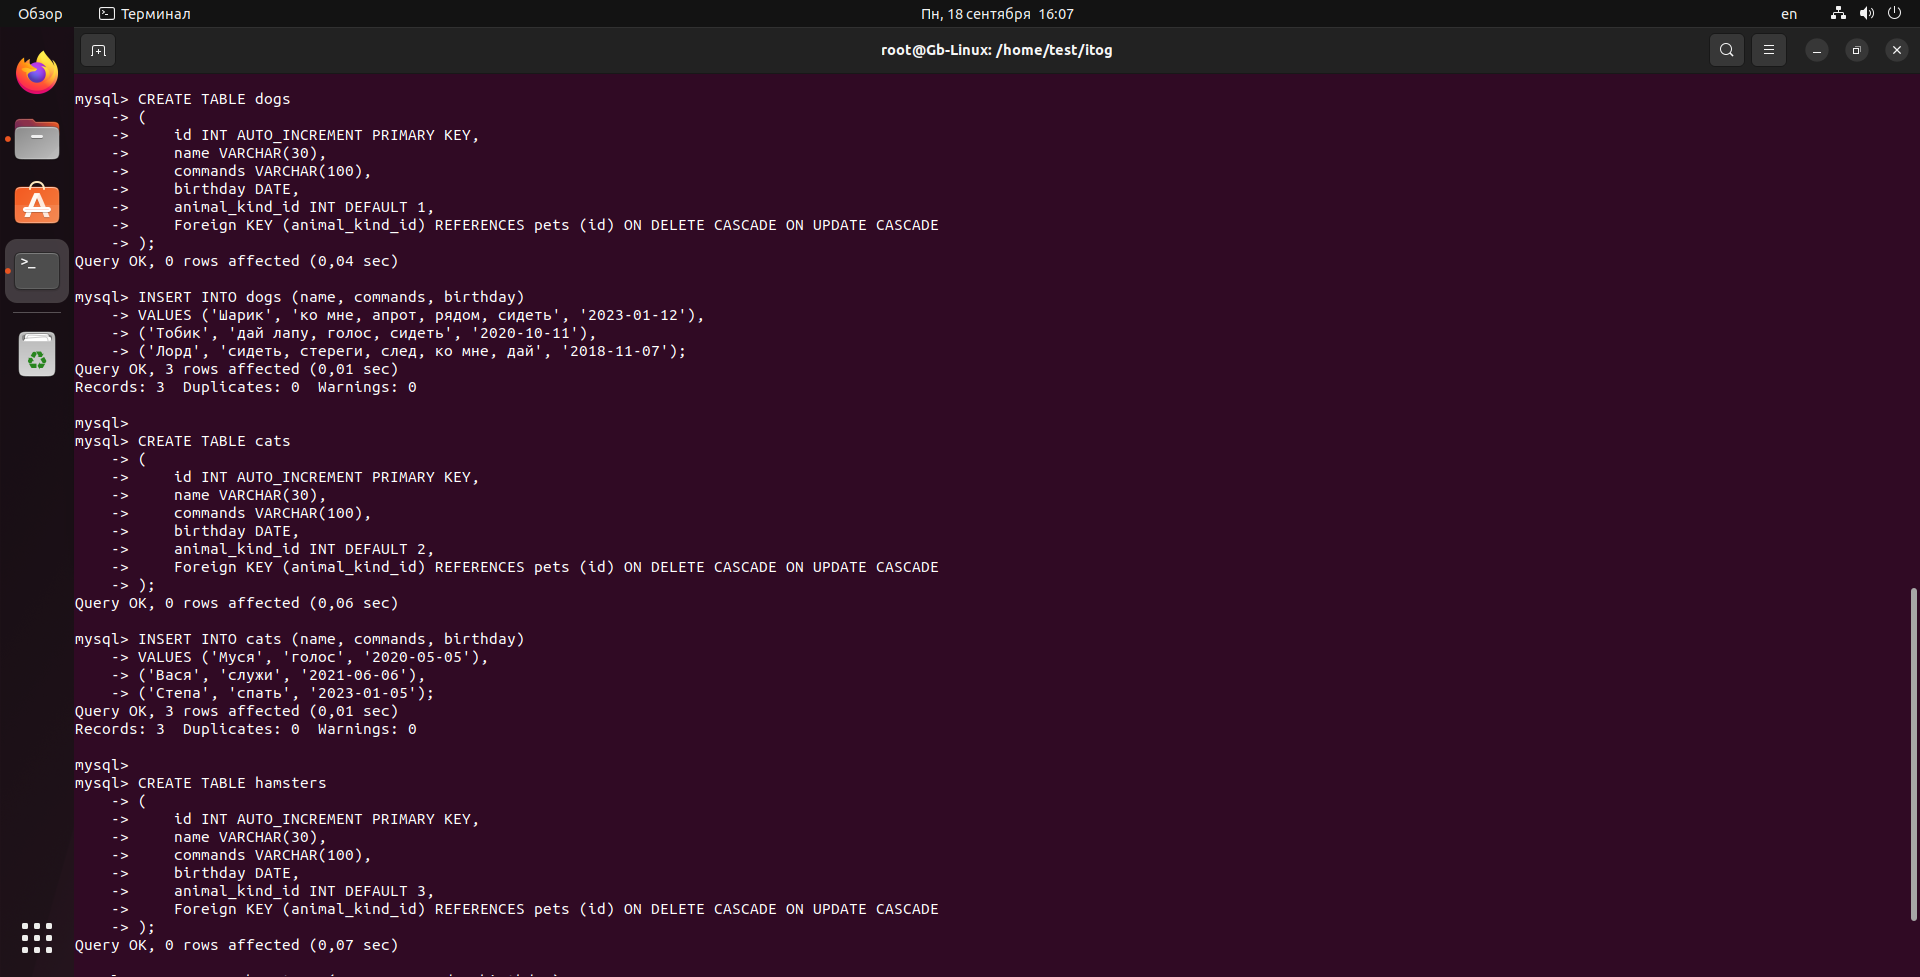 Обзор
Терминал
Пн, 18 сентября 16:07
en
root@Gb-Linux: /home/test/itog
mysql> CREATE TABLE dogs
    -> (
    ->     id INT AUTO_INCREMENT PRIMARY KEY,
    ->     name VARCHAR(30),
    ->     commands VARCHAR(100),
    ->     birthday DATE,
    ->     animal_kind_id INT DEFAULT 1,
    ->     Foreign KEY (animal_kind_id) REFERENCES pets (id) ON DELETE CASCADE ON UPDATE CASCADE
    -> );
Query OK, 0 rows affected (0,04 sec)
mysql> INSERT INTO dogs (name, commands, birthday)
    -> VALUES ('Шарик', 'ко мне, апрот, рядом, сидеть', '2023-01-12'),
    -> ('Тобик', 'дай лапу, голос, сидеть', '2020-10-11'),
    -> ('Лорд', 'сидеть, стереги, след, ко мне, дай', '2018-11-07');
Query OK, 3 rows affected (0,01 sec)
Records: 3  Duplicates: 0  Warnings: 0
mysql>
mysql> CREATE TABLE cats
    -> (
    ->     id INT AUTO_INCREMENT PRIMARY KEY,
    ->     name VARCHAR(30),
    ->     commands VARCHAR(100),
    ->     birthday DATE,
    ->     animal_kind_id INT DEFAULT 2,
    ->     Foreign KEY (animal_kind_id) REFERENCES pets (id) ON DELETE CASCADE ON UPDATE CASCADE
    -> );
Query OK, 0 rows affected (0,06 sec)
mysql> INSERT INTO cats (name, commands, birthday)
    -> VALUES ('Муся', 'голос', '2020-05-05'),
    -> ('Вася', 'служи', '2021-06-06'),
    -> ('Степа', 'спать', '2023-01-05');
Query OK, 3 rows affected (0,01 sec)
Records: 3  Duplicates: 0  Warnings: 0
mysql>
mysql> CREATE TABLE hamsters
    -> (
    ->     id INT AUTO_INCREMENT PRIMARY KEY,
    ->     name VARCHAR(30),
    ->     commands VARCHAR(100),
    ->     birthday DATE,
    ->     animal_kind_id INT DEFAULT 3,
    ->     Foreign KEY (animal_kind_id) REFERENCES pets (id) ON DELETE CASCADE ON UPDATE CASCADE
    -> );
Query OK, 0 rows affected (0,07 sec)